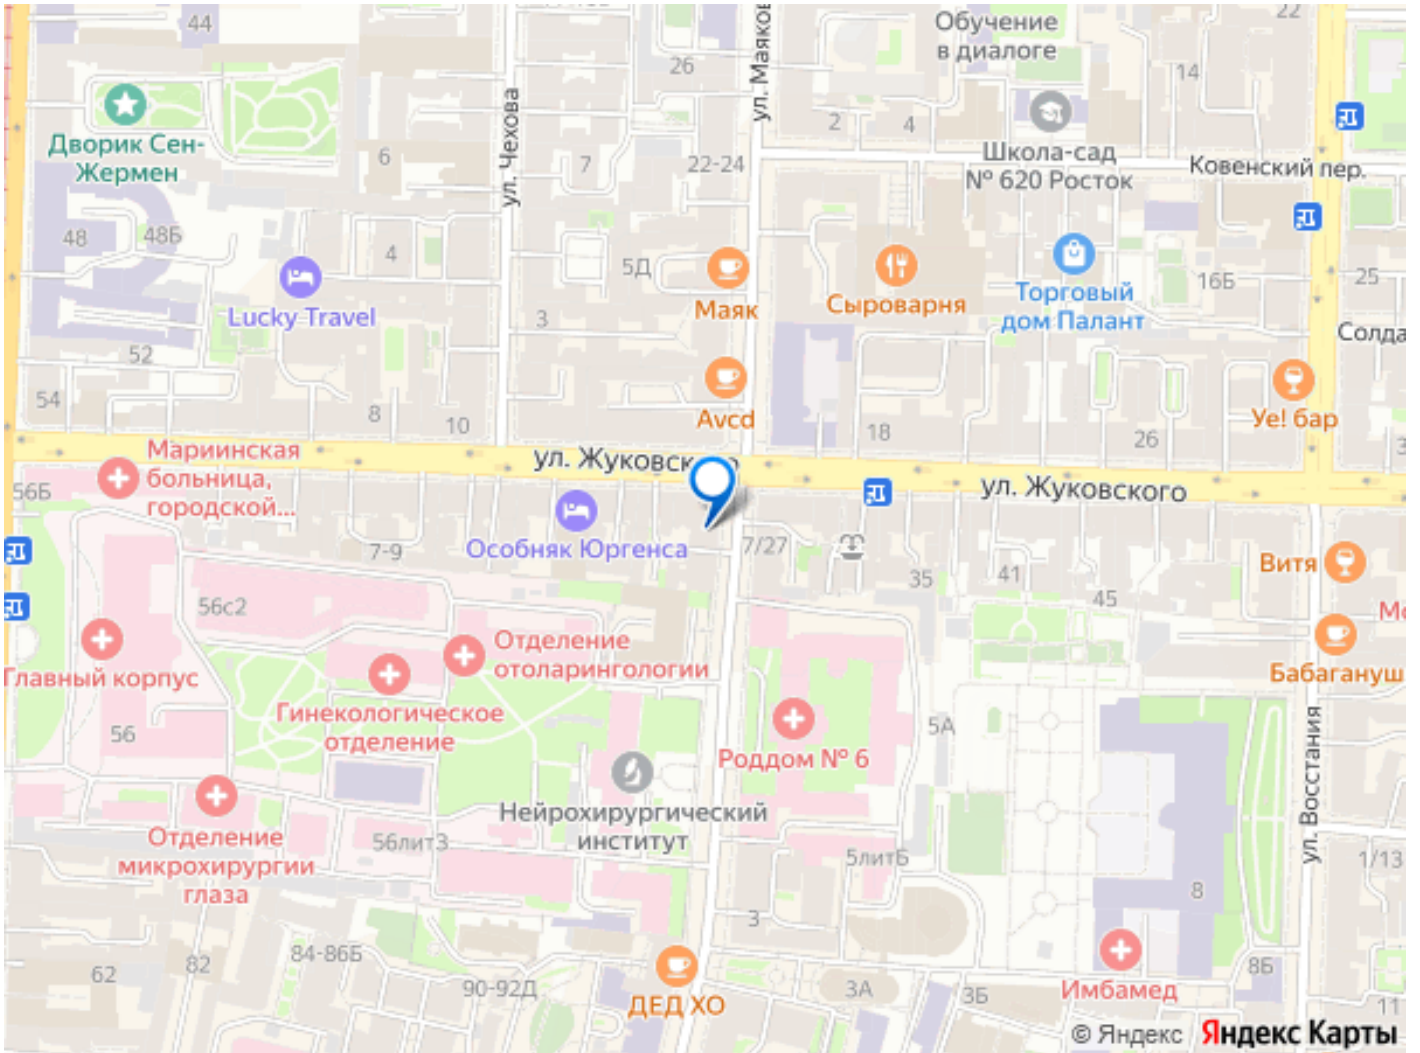 44
26
ул. Маяков
Обучение
в диалоге
22
14
Дворик Сен-
Жермен
6
ул. Чехова
7
22-24
2
4
Школа-сад
№ 620 Росток
Ковенский пер.
48
48Б
4
5Д
Lucky Travel
Маяк
Сыроварня
Торговый
дом Палант
16Б
25
Солда
3
52
54
8
10
Avcd
18
26
Уе! бар
3
Мариинская
больница,
городской...
56Б
ул. Жуковского
ул. Жуковского
7-9
Особняк Юргенса
7/27
35
41
45
Витя
56с2
Отделение
отоларингологии
Главный корпус
56
Гинекологическое
отделение
Роддом № 6
5А
Мо
Бабагануш
ул. Восстания
Нейрохирургический
институт
Отделение
микрохирургии
глаза
56лит3
5литБ
1/13
8
3
84-86Б
62
82
90-92Д
ДЕД ХО
3А
3Б
Имбамед
8Б
11
© Яндекс Яндекс Карты